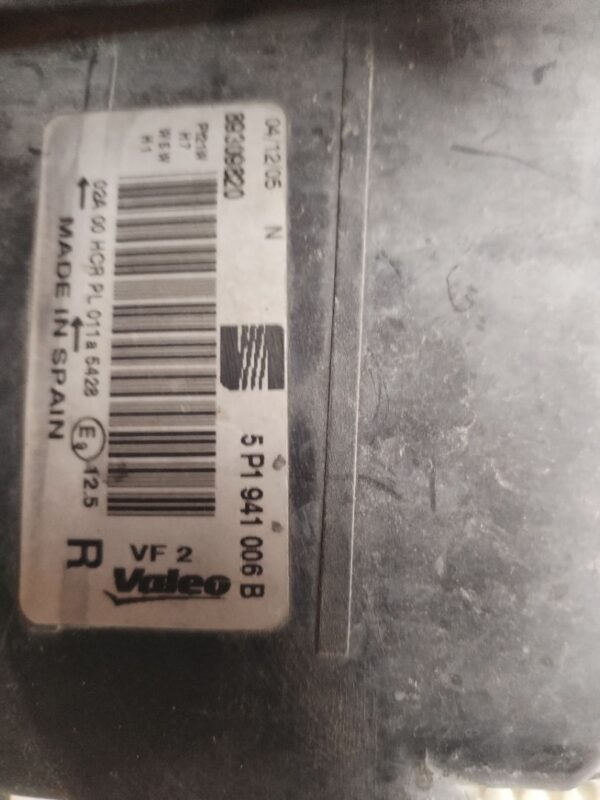 04/12/05 N
89309820
5P1 941 006 B
PY21W
H7
W5W
H1
VF 2
Valeo
02A 00 HCR PL 011a 5428 E9 12.5
R
MADE IN SPAIN